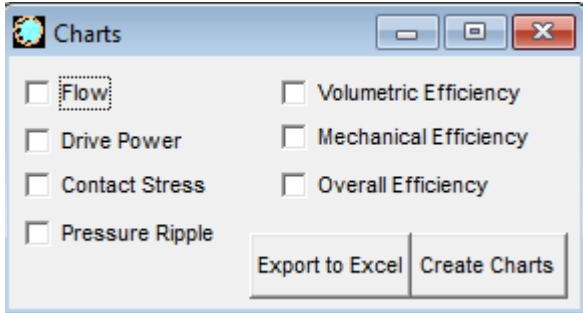 Charts
Flow
Volumetric Efficiency
Drive Power
Mechanical Efficiency
Contact Stress
Overall Efficiency
Pressure Ripple
Export to Excel
Create Charts